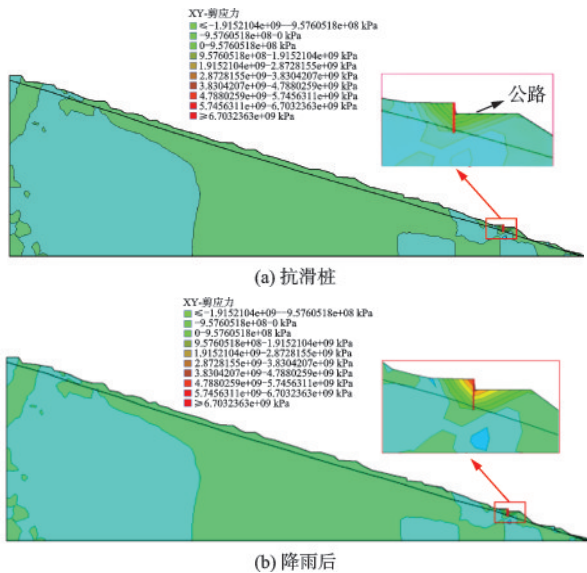 XY-剪应力
≤-1.9152104e+09—-9.5760518e+08 kPa
-9.5760518e+08-0 kPa
0-9.5760518e+08 kPa
9.5760518e+08-1.9152104e+09 kPa
1.9152104e+09-2.8728155e+09 kPa
2.8728155e+09-3.8304207e+09 kPa
3.8304207e+09-4.7880259e+09 kPa
4.7880259e+09-5.7456311e+09 kPa
5.7456311e+09-6.7032363e+09 kPa
≥6.7032363e+09 kPa
公路
(a) 抗滑桩
XY-剪应力
≤-1.9152104e+09—-9.5760518e+08 kPa
-9.5760518e+08-0 kPa
0-9.5760518e+08 kPa
9.5760518e+08-1.9152104e+09 kPa
1.9152104e+09-2.8728155e+09 kPa
2.8728155e+09-3.8304207e+09 kPa
3.8304207e+09-4.7880259e+09 kPa
4.7880259e+09-5.7456311e+09 kPa
5.7456311e+09-6.7032363e+09 kPa
≥6.7032363e+09 kPa
(b) 降雨后